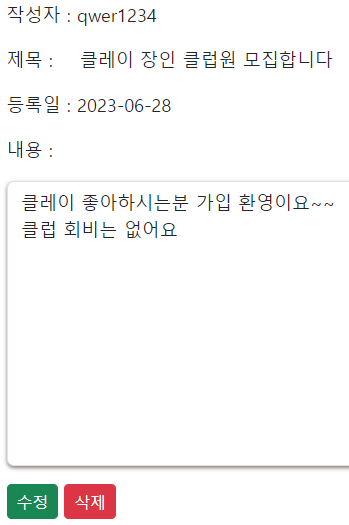 작성자 : qwer1234
제목 : 클레이 장인 클럽원 모집합니다
등록일 : 2023-06-28
내용 :
클레이 좋아하시는분 가입 환영이요~~
클럽 회비는 없어요
수정 삭제